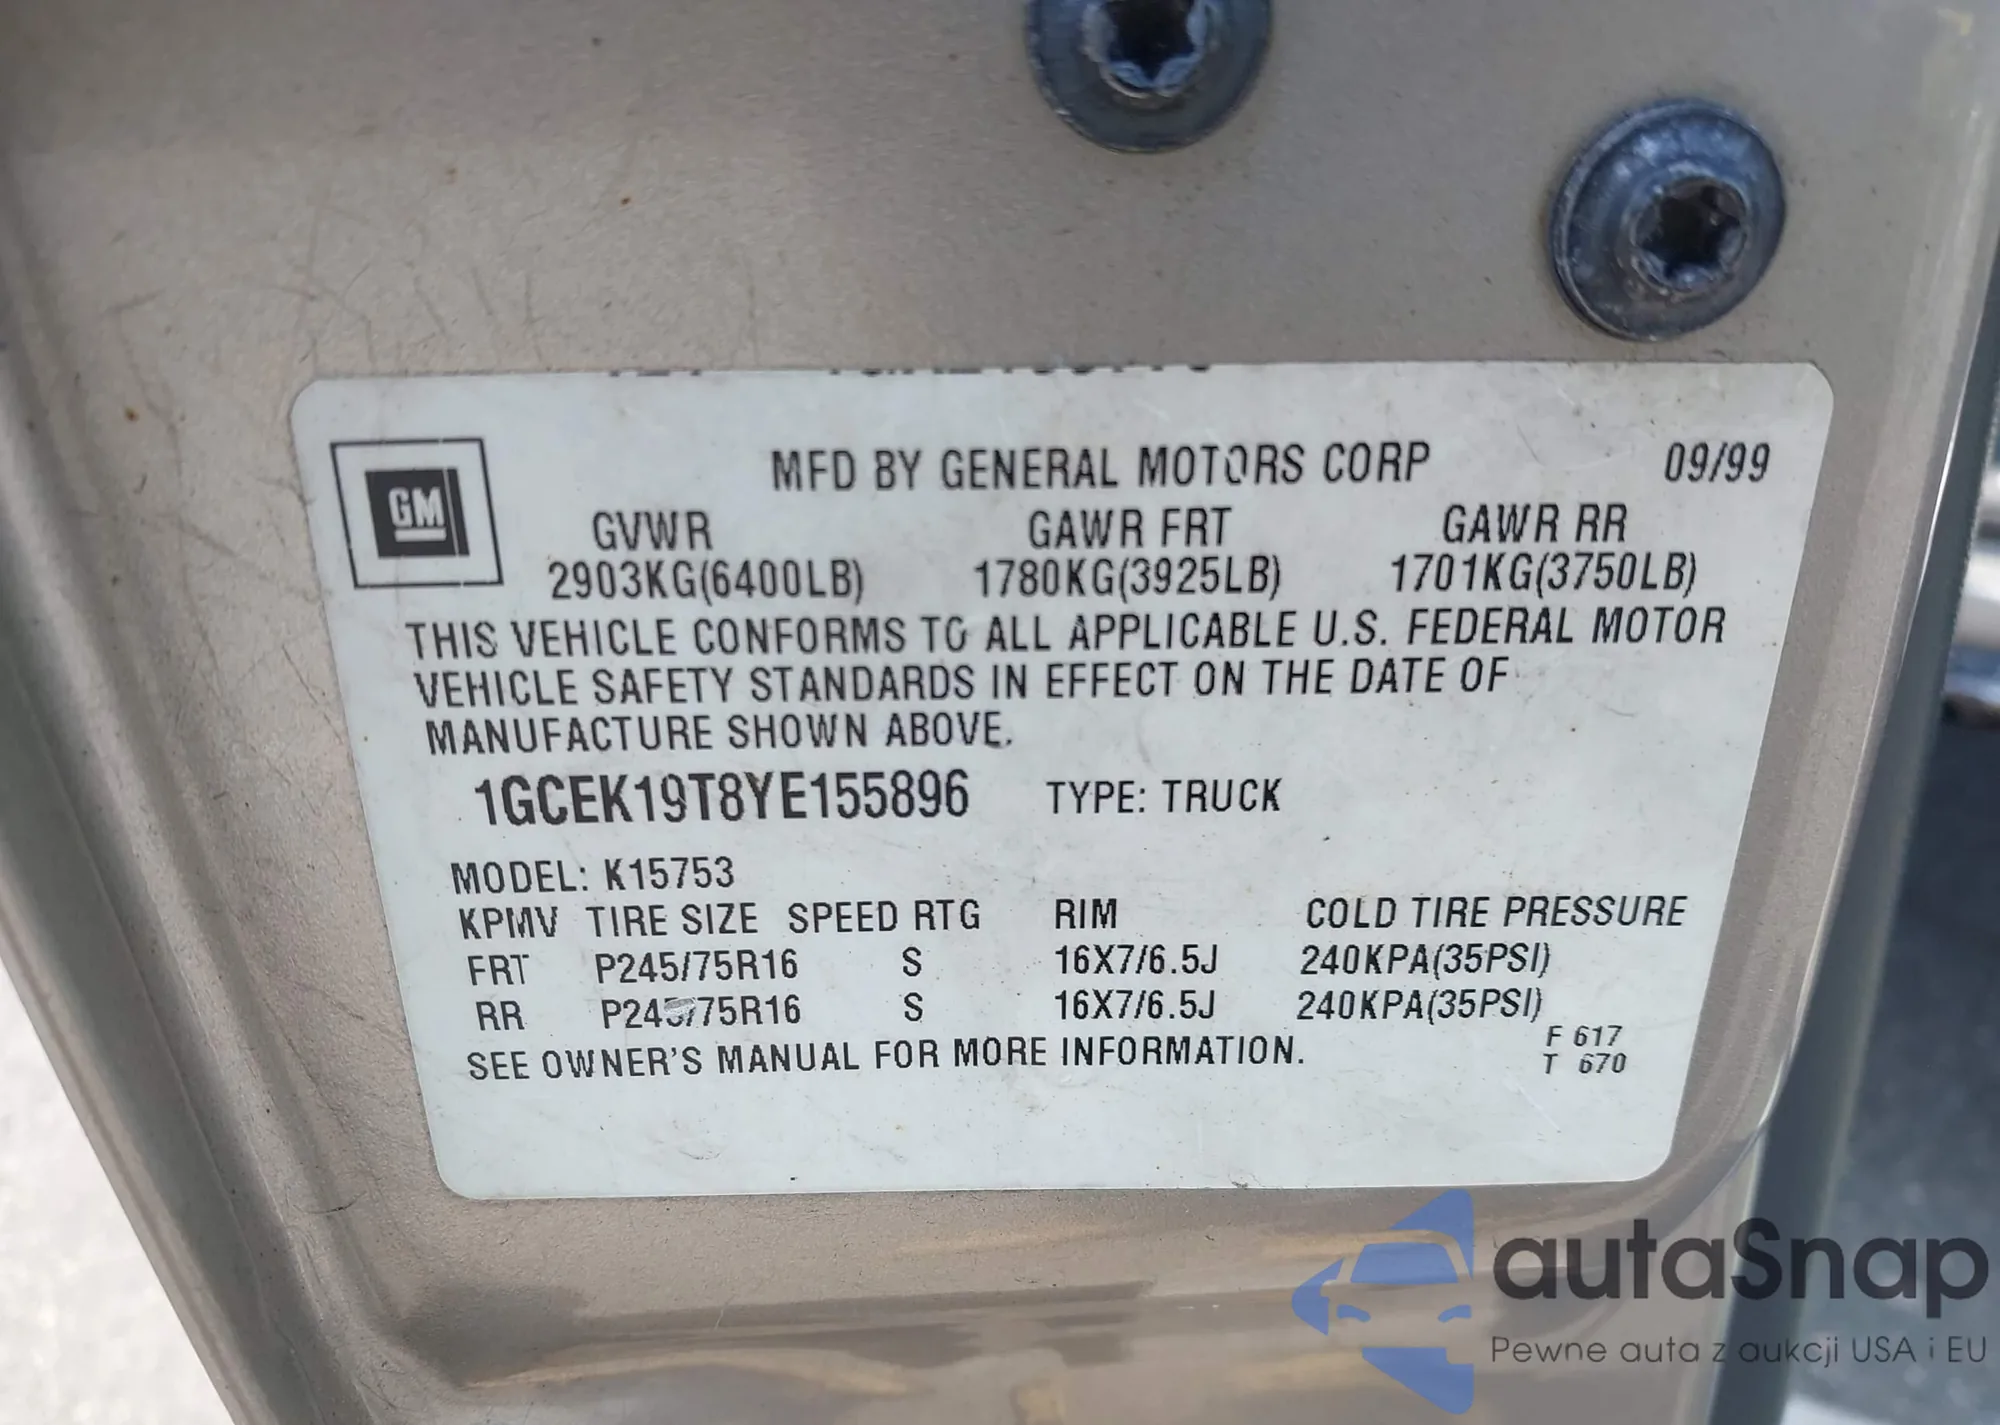 MFD BY GENERAL MOTORS CORP 09/99
GM
GVWR GAWR FRT GAWR RR
2903KG(6400LB) 1780KG(3925LB) 1701KG(3750LB)
THIS VEHICLE CONFORMS TO ALL APPLICABLE U.S. FEDERAL MOTOR
VEHICLE SAFETY STANDARDS IN EFFECT ON THE DATE OF
MANUFACTURE SHOWN ABOVE.
1GCEK19T8YE155896 TYPE: TRUCK
MODEL: K15753
KPMV TIRE SIZE SPEED RTG RIM COLD TIRE PRESSURE
FRT P245/75R16 S 16X7/6.5J 240KPA(35PSI)
RR P245/75R16 S 16X7/6.5J 240KPA(35PSI)
F 617
SEE OWNER'S MANUAL FOR MORE INFORMATION.
T 670
autaSnap
Pewne auta z aukcji USA i EU